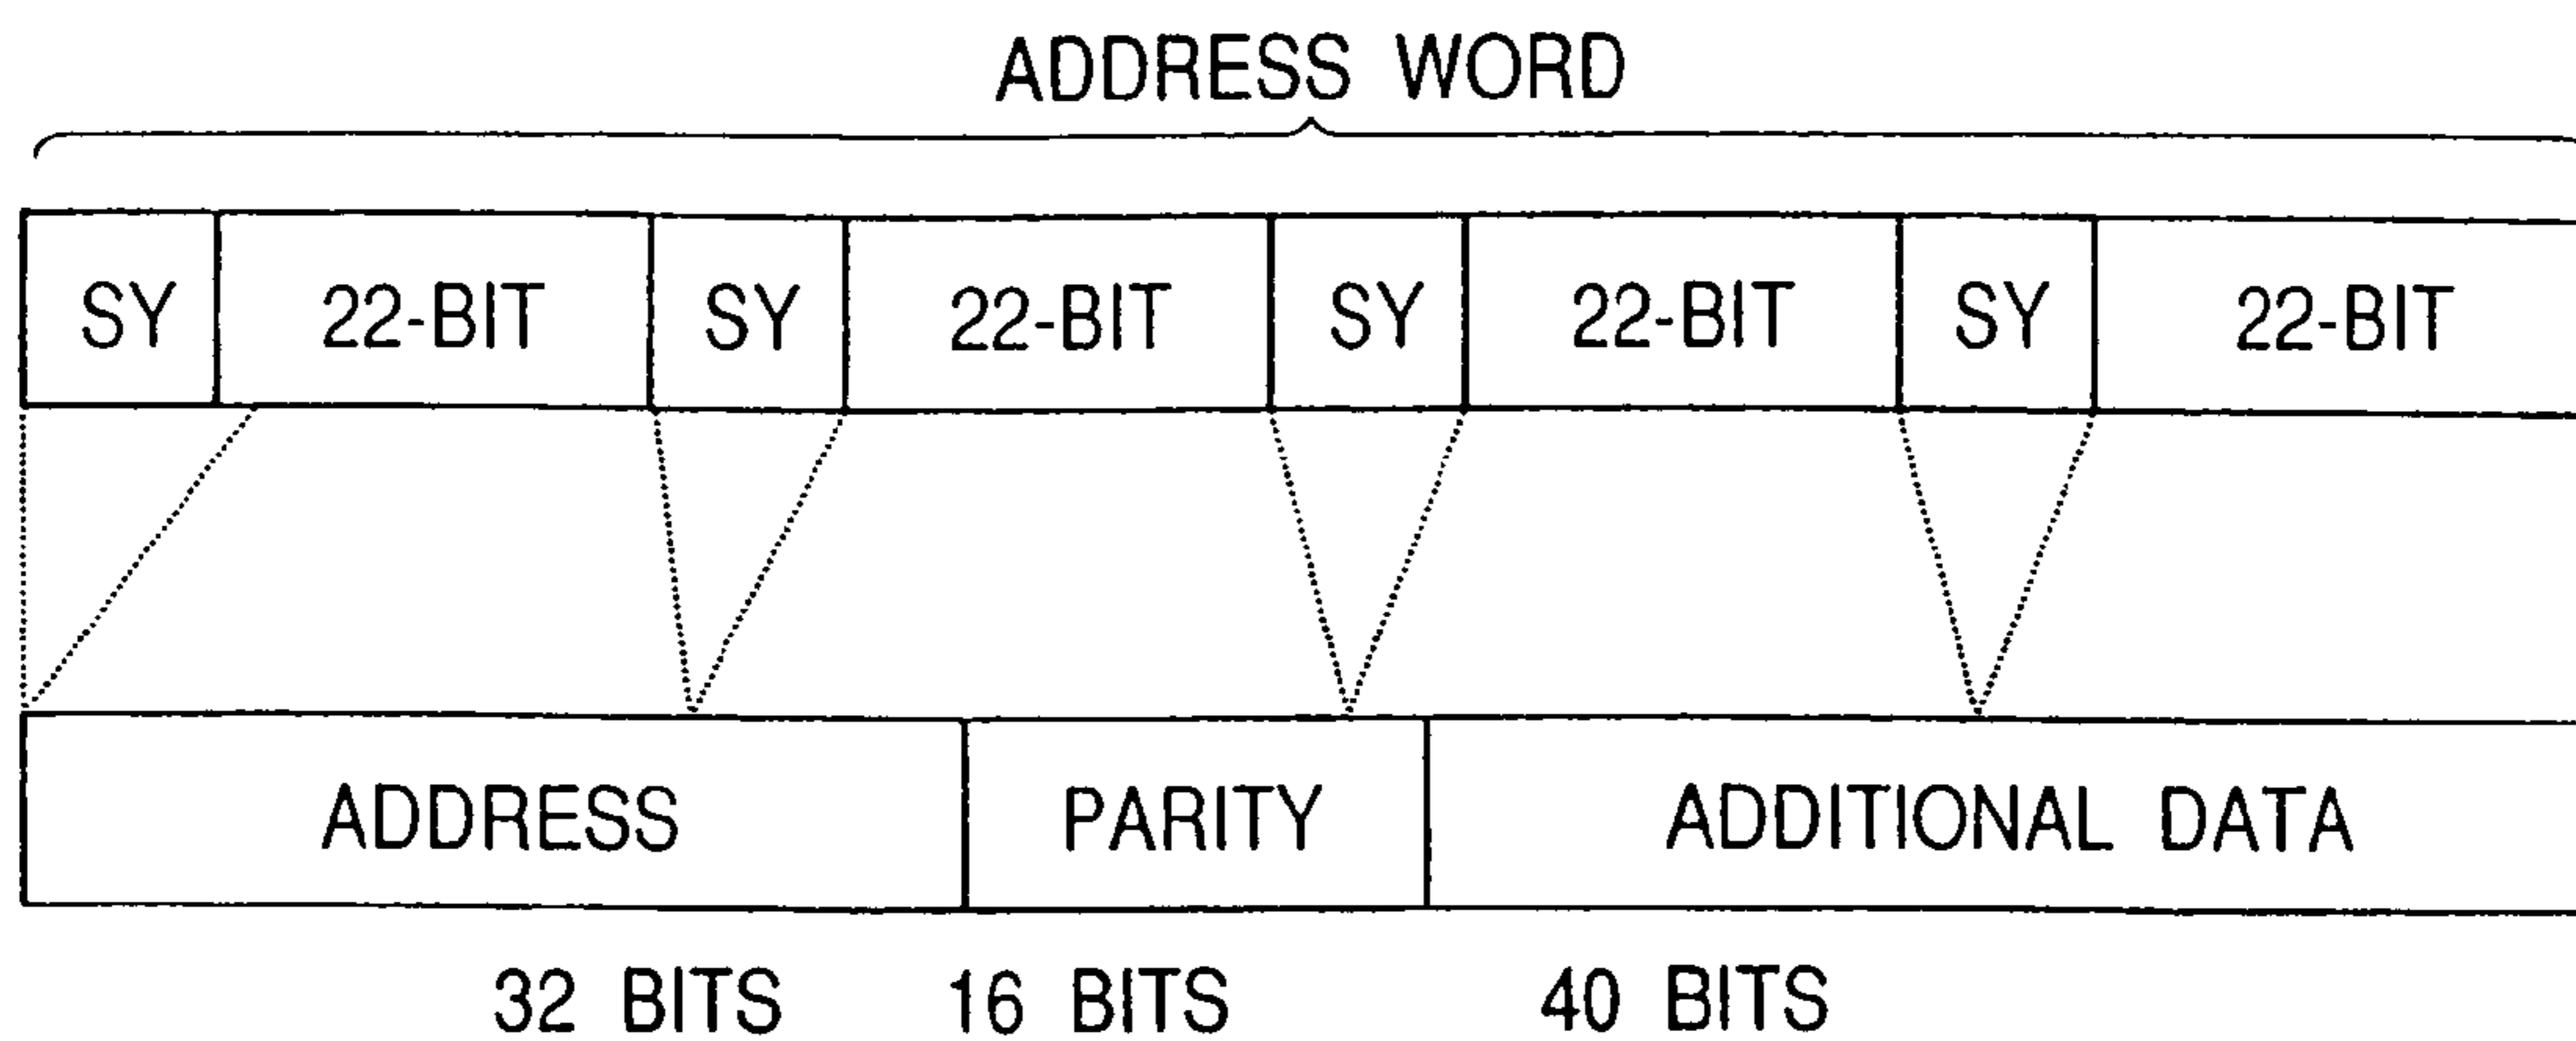 ADDRESS WORD
SY 22-BIT SY 22-BIT SY 22-BIT SY 22-BIT
ADDRESS PARITY ADDITIONAL DATA
32 BITS 16 BITS 40 BITS